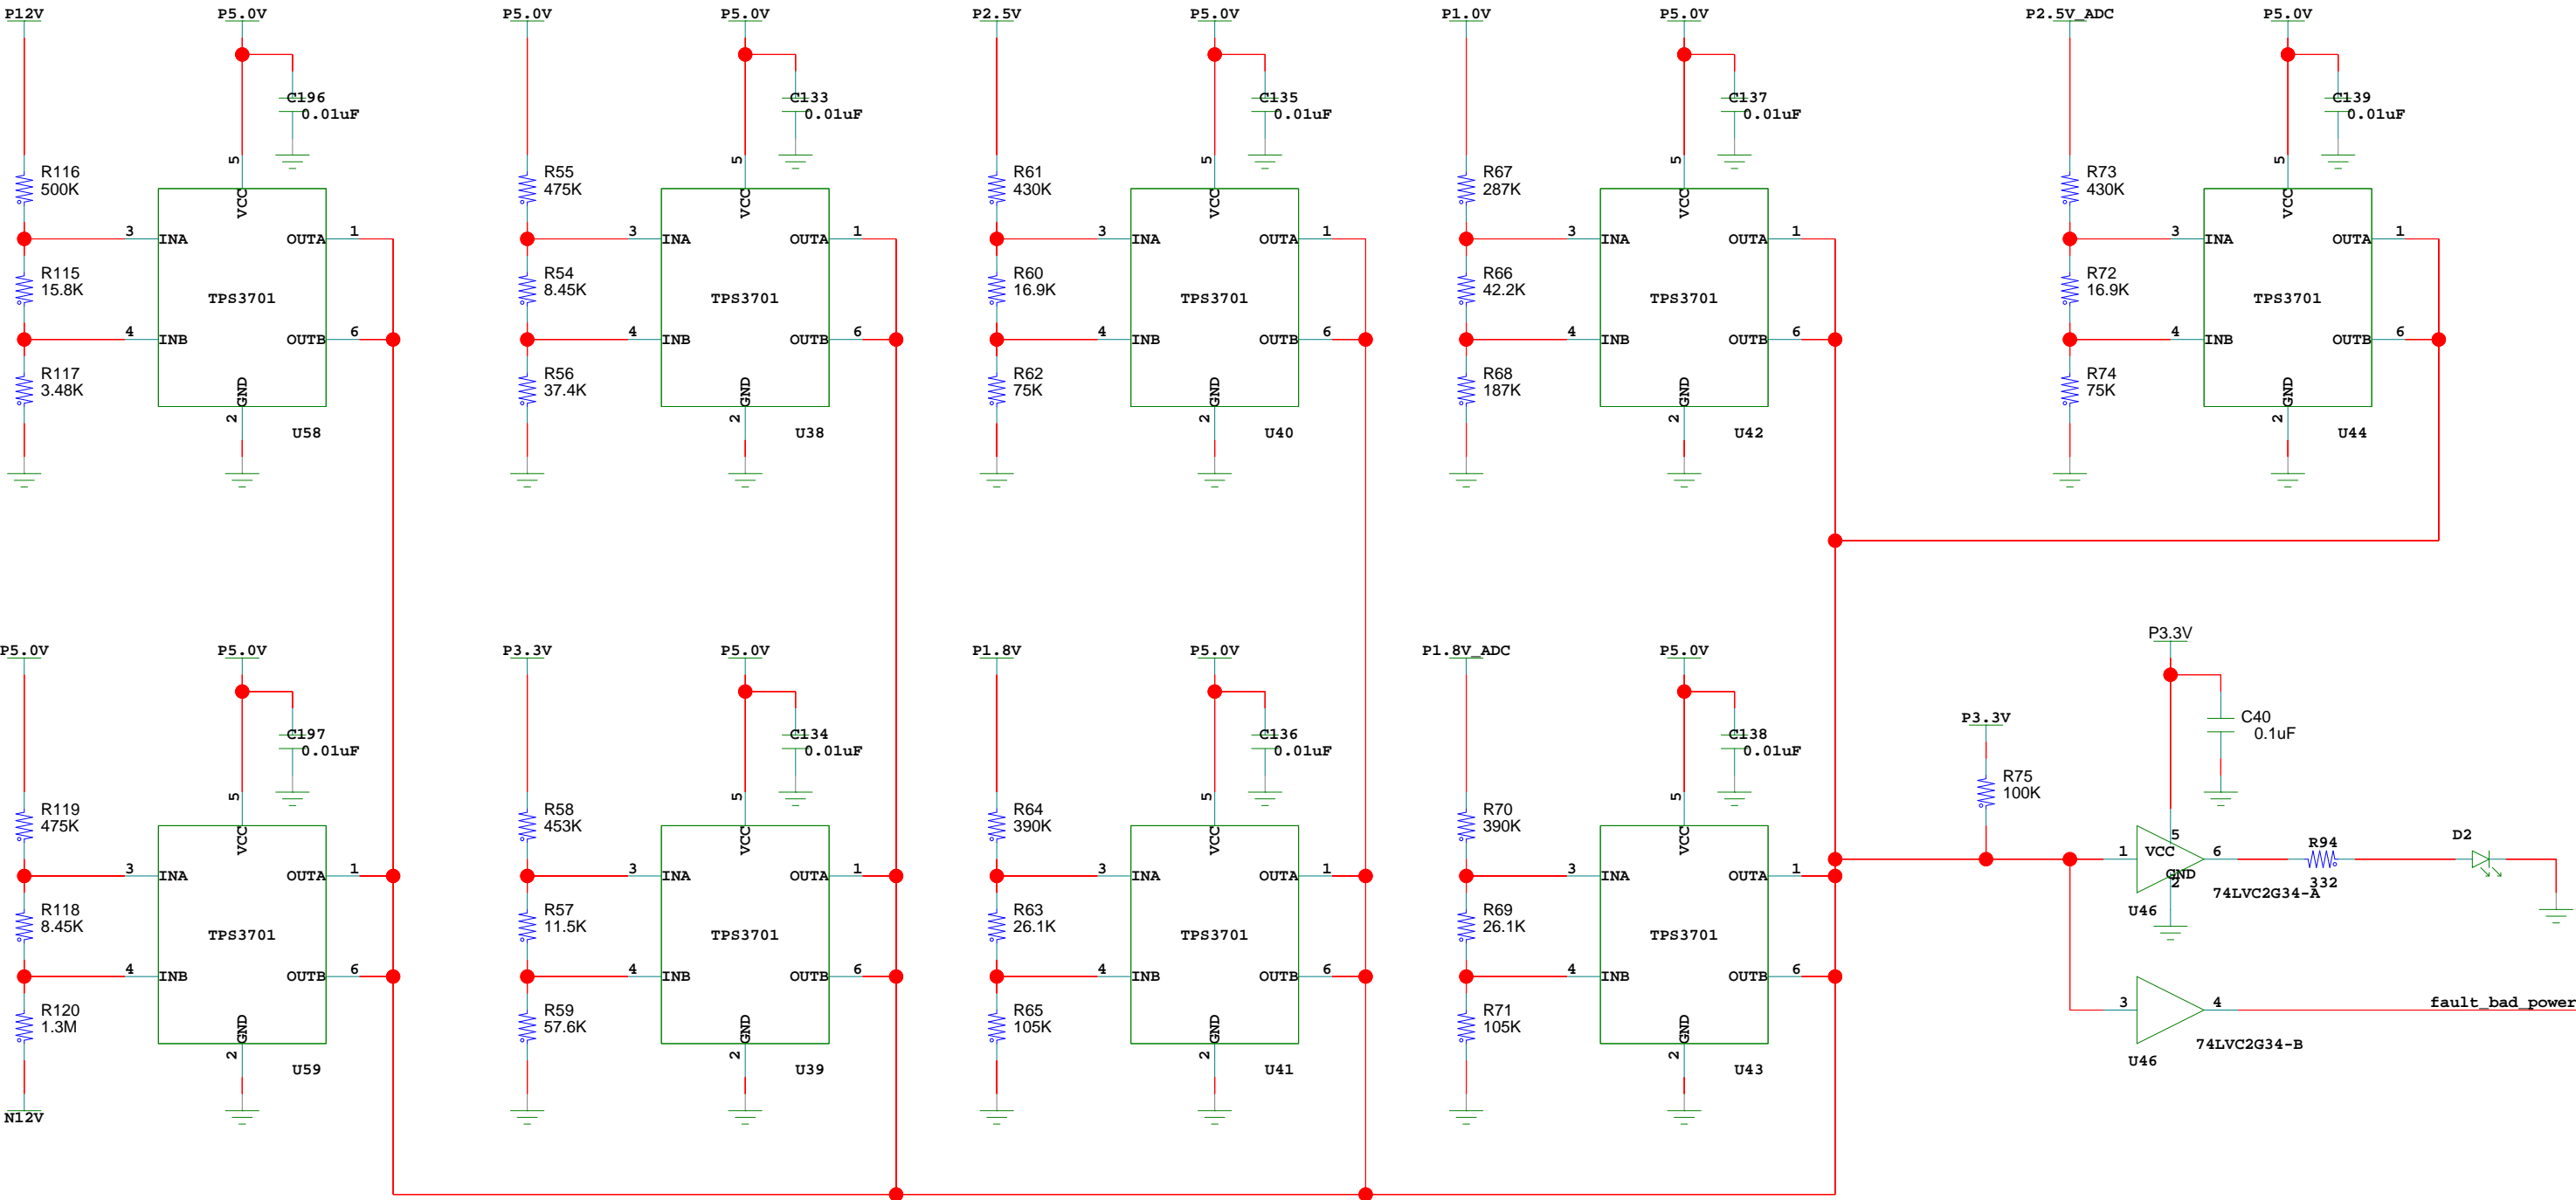 P12V P5.0V P5.0V P5.0V P2.5V P5.0V P1.0V P5.0V P2.5V_ADC P5.0V
C196 C133 C135 C137 C139
0.01uF 0.01uF 0.01uF 0.01uF 0.01uF
5 5 5 5 5
R116 R55 R61 R67 R73
500K 475K 430K 287K 430K
VCC VCC VCC VCC VCC
3 INA OUTA 1 3 INA OUTA 1 3 INA OUTA 1 3 INA OUTA 1 3 INA OUTA 1
R115 R54 R60 R66 R72
15.8K 8.45K 16.9K 42.2K 16.9K
TPS3701 TPS3701 TPS3701 TPS3701 TPS3701
4 INB OUTB 6 4 INB OUTB 6 4 INB OUTB 6 4 INB OUTB 6 4 INB OUTB 6
R117 R56 R62 R68 R74
3.48K 37.4K 75K 187K 75K
GND GND GND GND GND
2 2 2 2 2
U58 U38 U40 U42 U44
P5.0V P5.0V P3.3V P5.0V P1.8V P5.0V P1.8V_ADC P5.0V P3.3V
C197 C134 C136 C138 P3.3V C40
0.01uF 0.01uF 0.01uF 0.01uF 0.1uF
5 5 5 5
R119 R58 R64 R70 R75
475K 453K 390K 390K 100K
VCC VCC VCC VCC
5 D2
3 INA OUTA 1 3 INA OUTA 1 3 INA OUTA 1 3 INA OUTA 1 1 VCC 6 R94
GND
2 332
74LVC2G34-A
R118 R57 R63 R69 U46
8.45K 11.5K 26.1K 26.1K
TPS3701 TPS3701 TPS3701 TPS3701
4 INB OUTB 6 4 INB OUTB 6 4 INB OUTB 6 4 INB OUTB 6
R120 R59 R65 R71 3 4 fault_bad_power
1.3M 57.6K 105K 105K
GND GND GND GND
2 2 2 2 74LVC2G34-B
U59 U39 U41 U43 U46
N12V